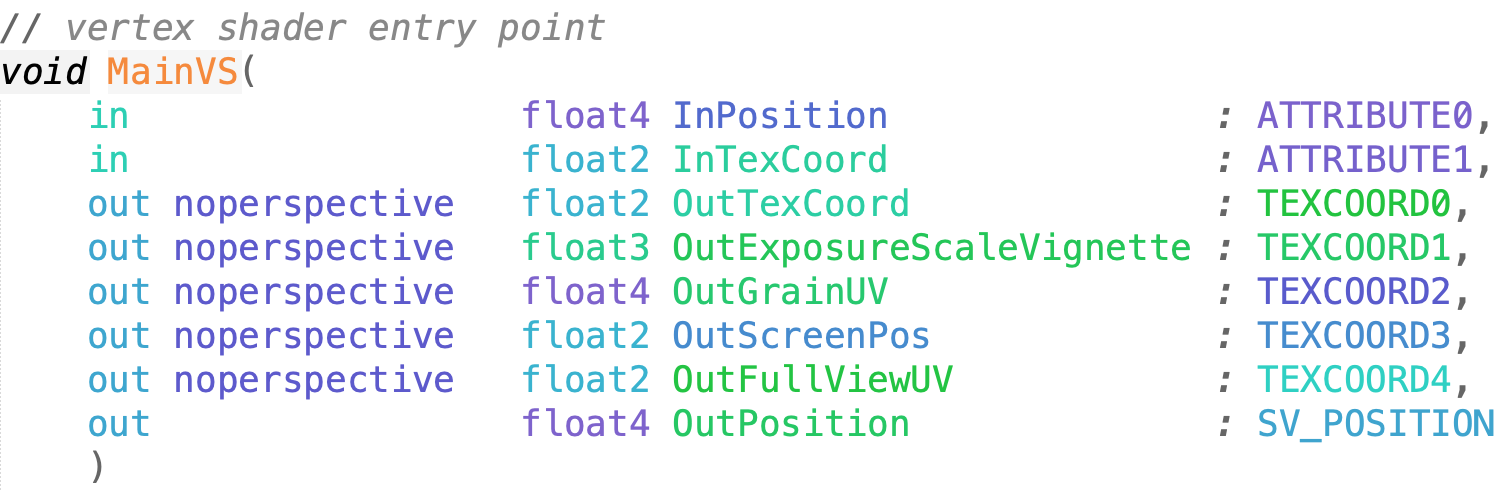 // vertex shader entry point
void MainVS(
    in                  float4 InPosition               : ATTRIBUTE0,
    in                  float2 InTexCoord               : ATTRIBUTE1,
    out noperspective   float2 OutTexCoord              : TEXCOORD0,
    out noperspective   float3 OutExposureScaleVignette : TEXCOORD1,
    out noperspective   float4 OutGrainUV               : TEXCOORD2,
    out noperspective   float2 OutScreenPos             : TEXCOORD3,
    out noperspective   float2 OutFullViewUV            : TEXCOORD4,
    out                 float4 OutPosition              : SV_POSITION
    )